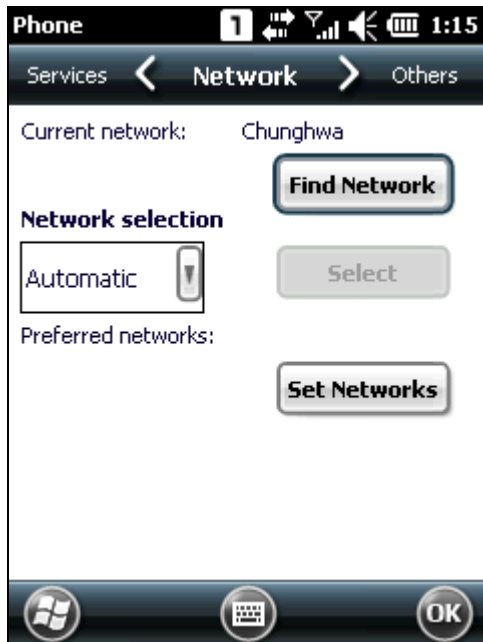 Phone 1 1:15
Services Network Others
Current network: Chunghwa
Find Network
Network selection
Automatic Select
Preferred networks:
Set Networks
OK